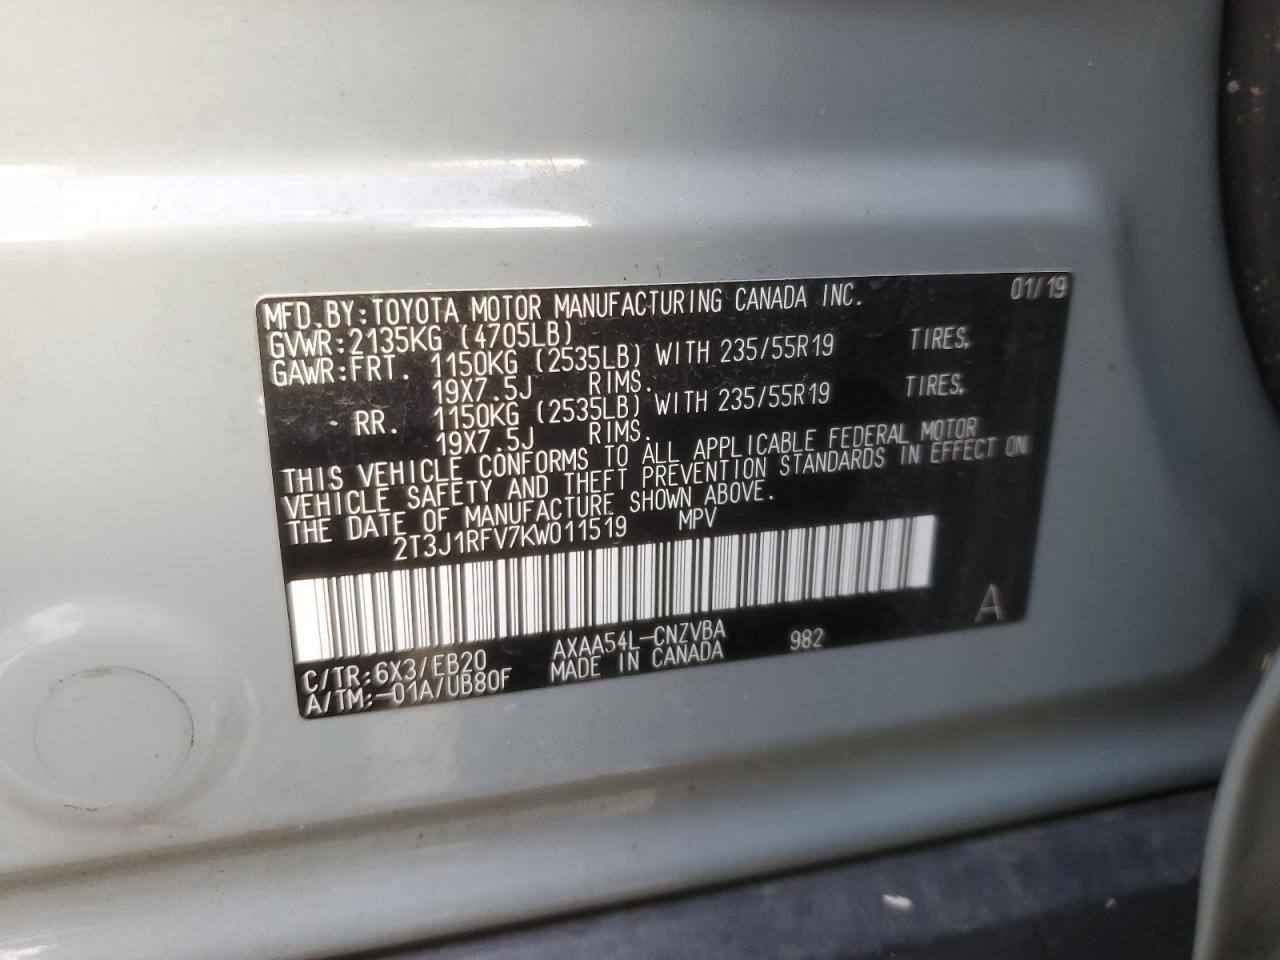 MFD.BY:TOYOTA MOTOR MANUFACTURING CANADA INC. 01/19
GVWR:2135KG (4705LB)
GAWR:FRT. 1150KG (2535LB) WITH 235/55R19 TIRES,
19X7.5J RIMS.
RR. 1150KG (2535LB) WITH 235/55R19 TIRES,
19X7.5J RIMS.
THIS VEHICLE CONFORMS TO ALL APPLICABLE FEDERAL MOTOR
VEHICLE SAFETY AND THEFT PREVENTION STANDARDS IN EFFECT ON
THE DATE OF MANUFACTURE SHOWN ABOVE.
2T3J1RFV7KW011519 MPV
A
C/TR:6X3/EB20 AXAA54L-CNZVBA 982
A/TM:-01A/UB80F MADE IN CANADA